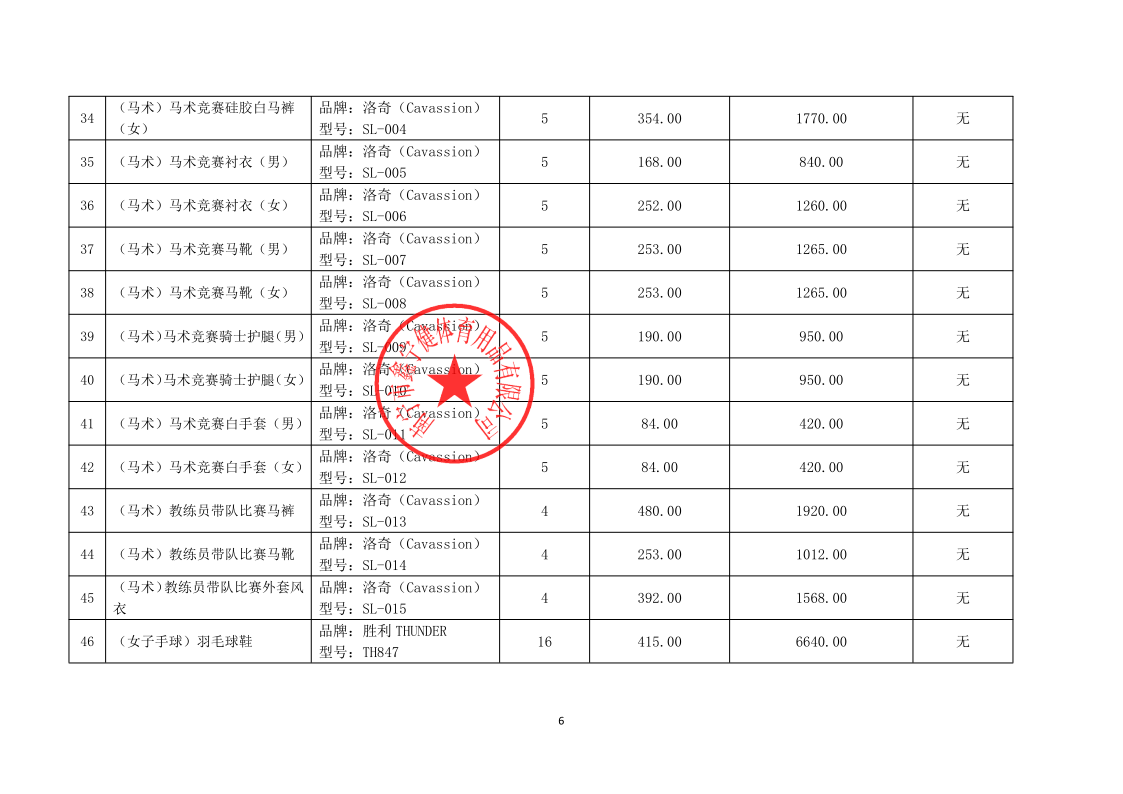 34 （马术）马术竞赛硅胶白马裤（女） 品牌：洛奇（Cavassion） 型号：SL-004 5 354.00 1770.00 无
35 （马术）马术竞赛衬衣（男） 品牌：洛奇（Cavassion） 型号：SL-005 5 168.00 840.00 无
36 （马术）马术竞赛衬衣（女） 品牌：洛奇（Cavassion） 型号：SL-006 5 252.00 1260.00 无
37 （马术）马术竞赛马靴（男） 品牌：洛奇（Cavassion） 型号：SL-007 5 253.00 1265.00 无
38 （马术）马术竞赛马靴（女） 品牌：洛奇（Cavassion） 型号：SL-008 5 253.00 1265.00 无
39 （马术）马术竞赛骑士护腿（男） 品牌：洛奇（Cavassion） 型号：SL-009 5 190.00 950.00 无
40 （马术）马术竞赛骑士护腿（女） 品牌：洛奇（Cavassion） 型号：SL-010 5 190.00 950.00 无
41 （马术）马术竞赛白手套（男） 品牌：洛奇（Cavassion） 型号：SL-011 5 84.00 420.00 无
42 （马术）马术竞赛白手套（女） 品牌：洛奇（Cavassion） 型号：SL-012 5 84.00 420.00 无
43 （马术）教练员带队比赛马裤 品牌：洛奇（Cavassion） 型号：SL-013 4 480.00 1920.00 无
44 （马术）教练员带队比赛马靴 品牌：洛奇（Cavassion） 型号：SL-014 4 253.00 1012.00 无
45 （马术）教练员带队比赛外套风衣 品牌：洛奇（Cavassion） 型号：SL-015 4 392.00 1568.00 无
46 （女子手球）羽毛球鞋 品牌：胜利 THUNDER 型号：TH847 16 415.00 6640.00 无
南宁市鑫宁健体育用品有限公司
6